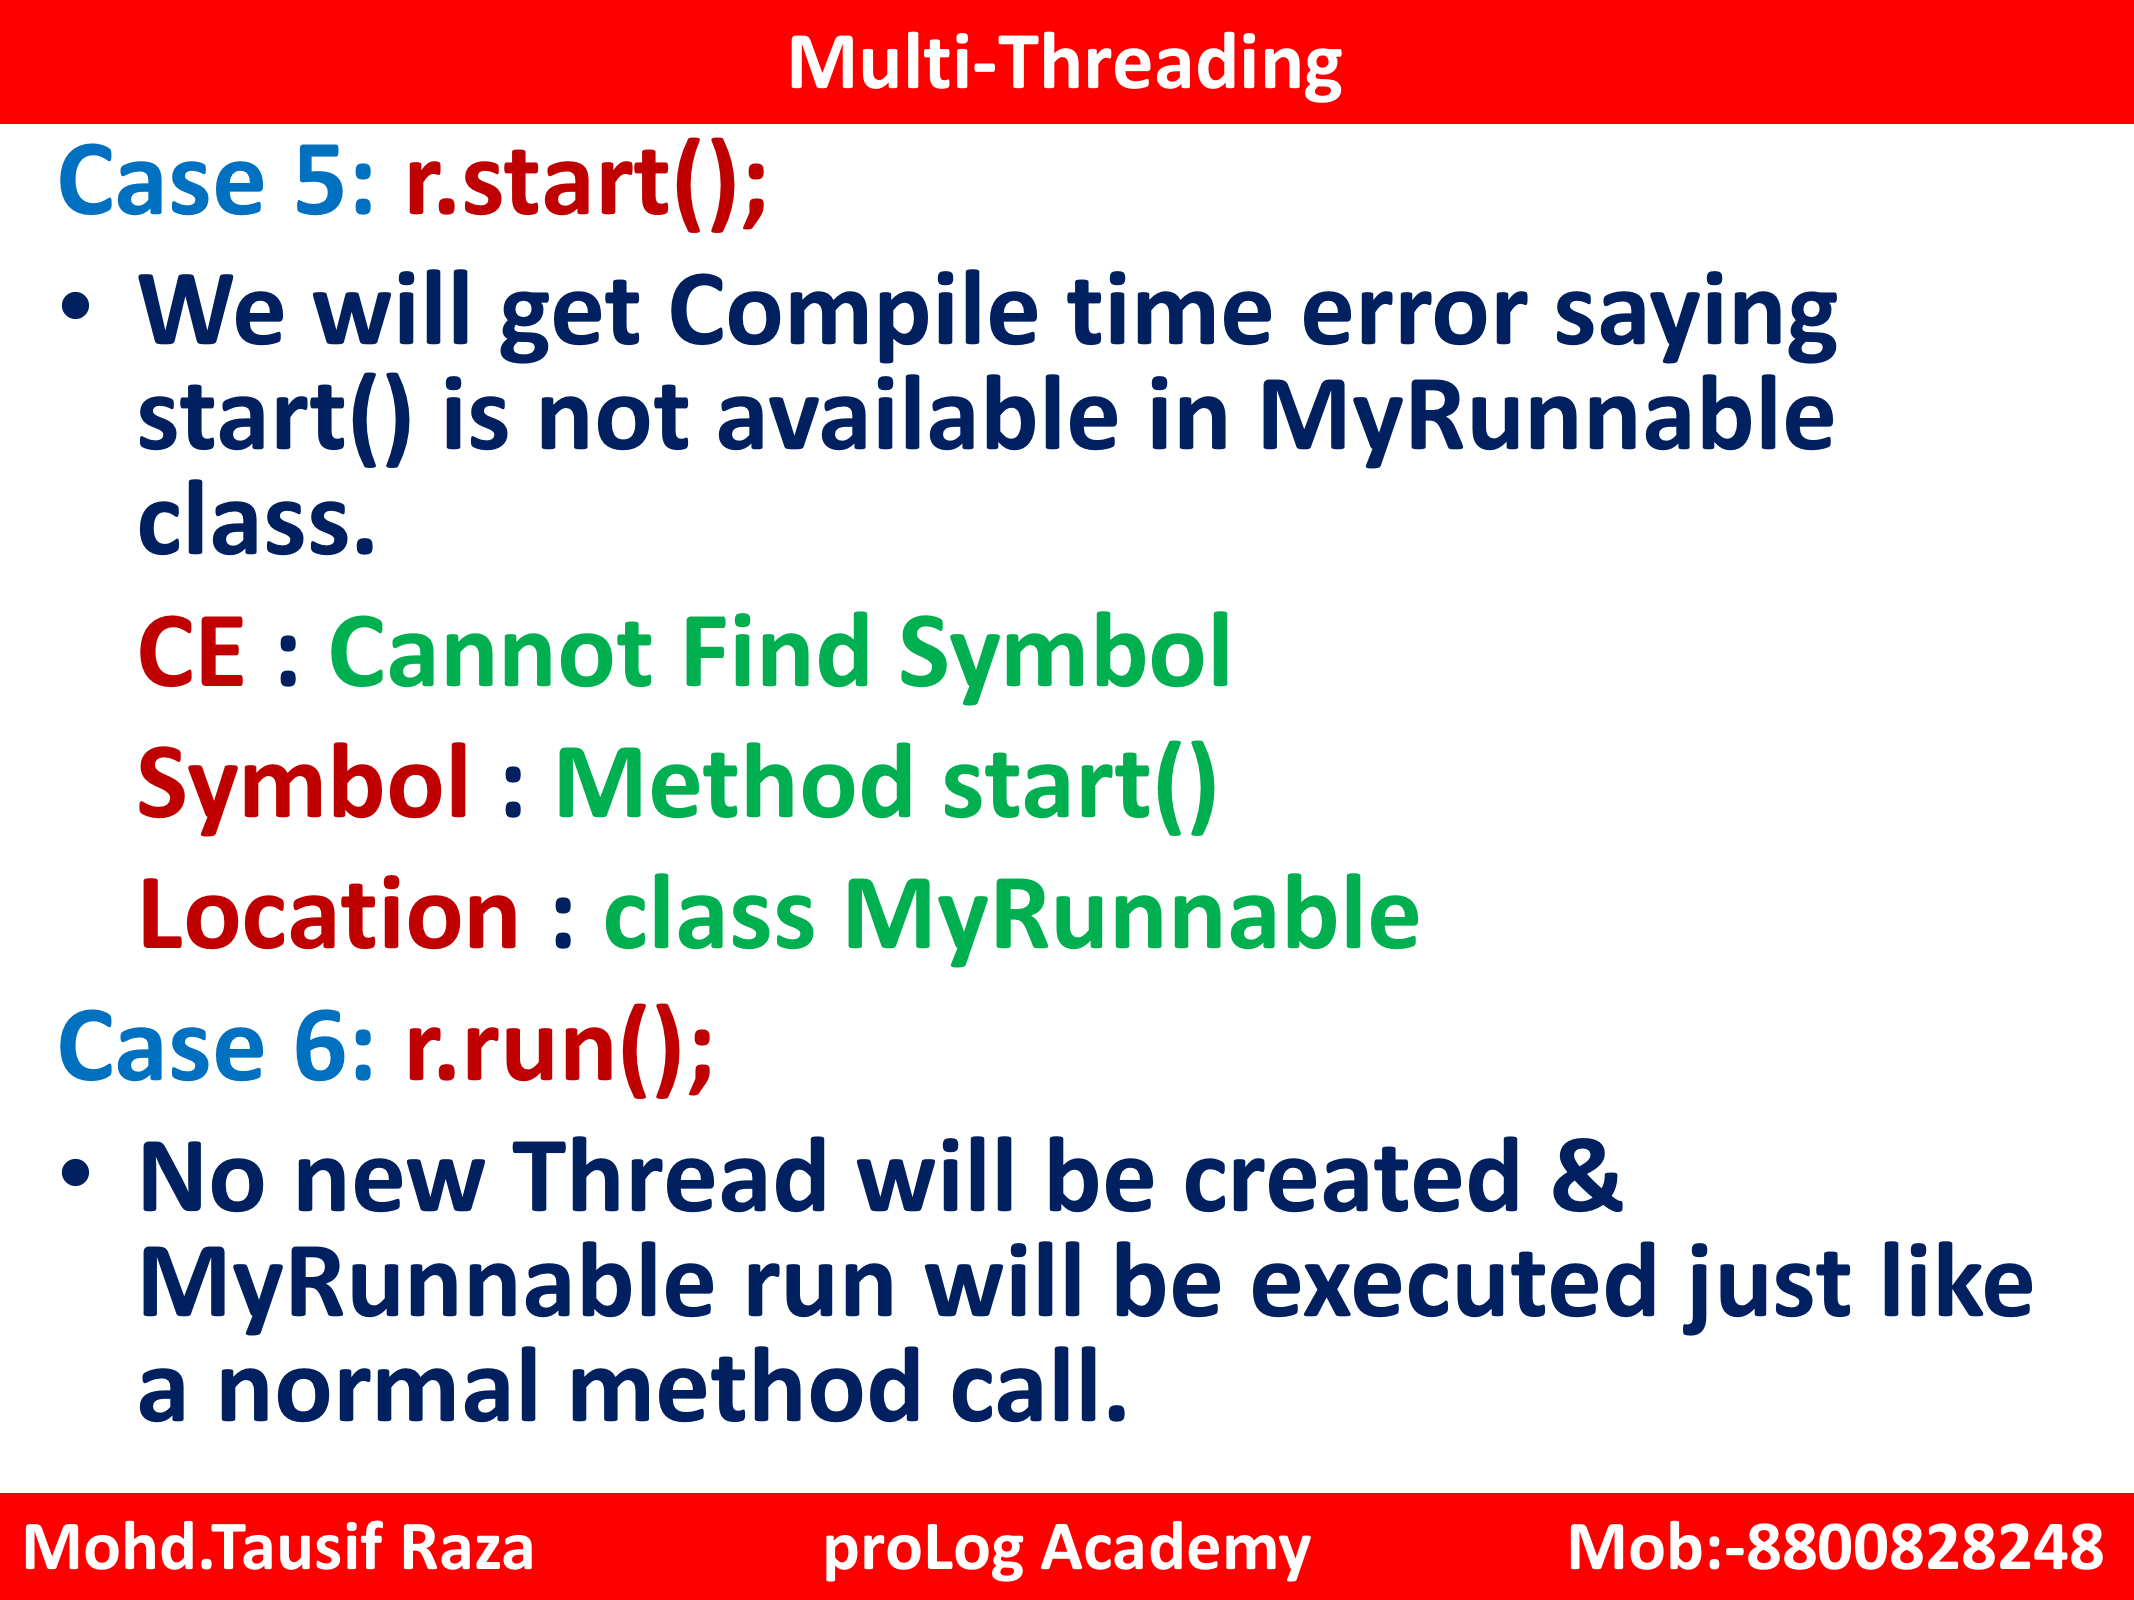 Multi-Threading
Case 5: r.start();
• We will get Compile time error saying
start() is not available in MyRunnable
class.
CE : Cannot Find Symbol
Symbol : Method start()
Location : class MyRunnable
Case 6: r.run();
• No new Thread will be created &
MyRunnable run will be executed just like
a normal method call.
Mohd.Tausif Raza proLog Academy Mob:-8800828248